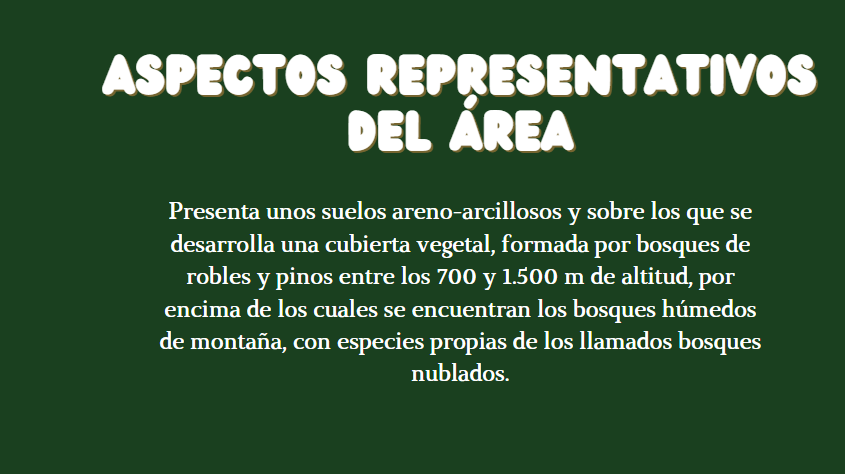 ASPECTOS REPRESENTATIVOS
DEL ÁREA
Presenta unos suelos areno-arcillosos y sobre los que se
desarrolla una cubierta vegetal, formada por bosques de
robles y pinos entre los 700 y 1.500 m de altitud, por
encima de los cuales se encuentran los bosques húmedos
de montaña, con especies propias de los llamados bosques
nublados.